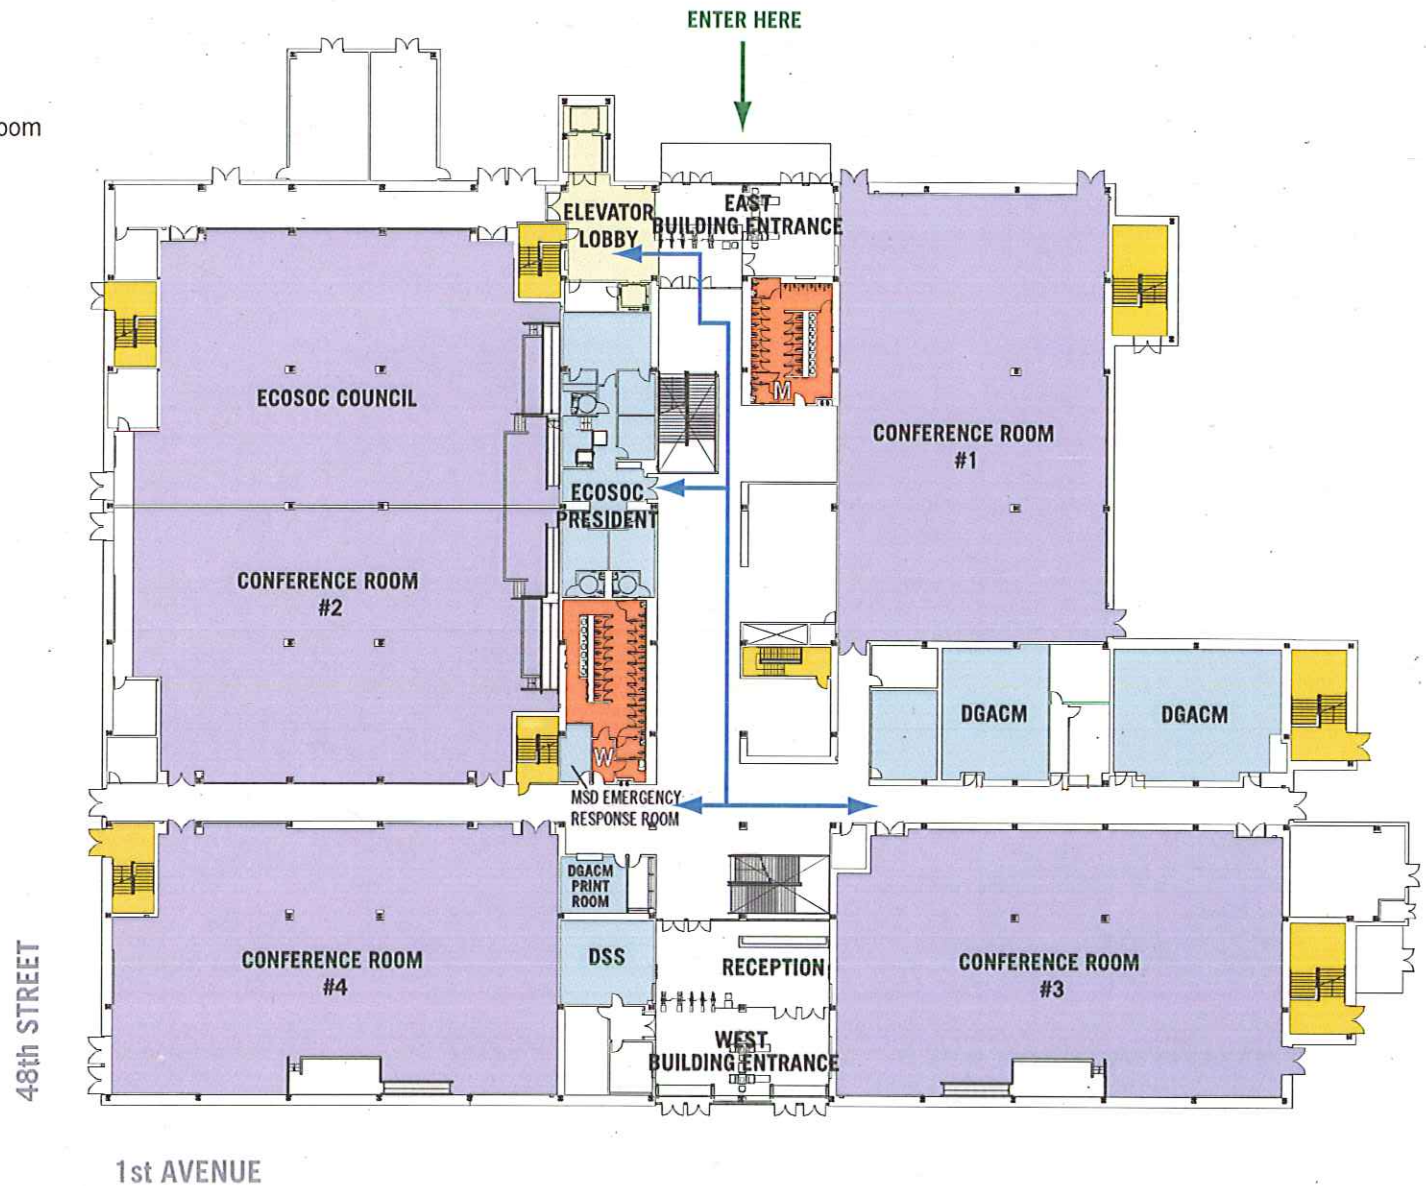 ENTER HERE
oom
ELEVATOR
LOBBY
EAST
BUILDING ENTRANCE
M
ECOSOC COUNCIL
CONFERENCE ROOM
#1
ECOSOC
PRESIDENT
CONFERENCE ROOM
#2
DGACM
DGACM
W
MSD EMERGENCY
RESPONSE ROOM
DGACM
PRINT
ROOM
CONFERENCE ROOM
#4
DSS
RECEPTION
CONFERENCE ROOM
#3
WEST
BUILDING ENTRANCE
48th STREET
1st AVENUE